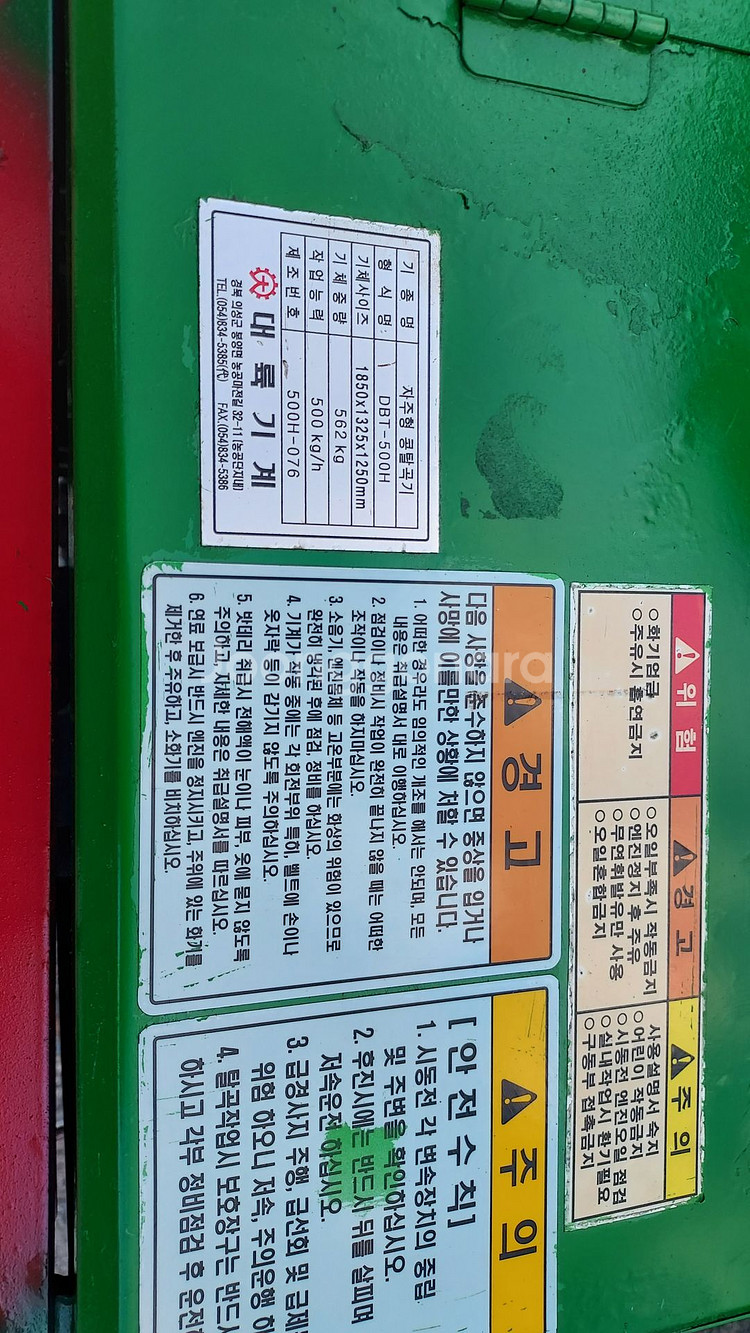 기 종 명 자주형 콩탈곡기
형 식 명 DBT-500H
기체사이즈 1850x1325x1250mm
기 체 중 량 562 kg
작 업 능 력 500 kg/h
제 조 번 호 500H-076
대 륙 기 계
경북 의성군 봉양면 농공마전길 32-11(농공단지내)
TEL.(054)834-5385(代) FAX.(054)834-5386
위 험
○화기엄금
○주유시 흡연금지
경 고
○오일부족시 작동금지
○엔진정지 후 주유
○무연휘발유만 사용
○오일혼합금지
주 의
사용설명서 숙지
○어린이 작동금지
○시동전 엔진오일 점검
○실내작업시 환기필요
○구동부 접촉금지
경 고
다음 사항을 준수하지 않으면 중상을 입거나
사망에 이를만한 상황에 처할 수 있습니다.
1. 어떠한 경우라도 임의적인 개조를 해서는 안되며, 모든
내용은 취급설명서 대로 이행하십시오.
2. 점검이나 정비시 작업이 완전히 끝나지 않을 때는 어떠한
조작이나 작동을 하지마십시오.
3. 소음기, 엔진몸체 등 고온부분에는 화상의 위험이 있으므로
완전히 냉각된 후에 점검 정비를 하십시오.
4. 기계가 작동 중에는 각 회전부위 특히, 벨트에 손이나
옷자락 등이 감기지 않도록 주의하십시오.
5. 밧데리 취급시 전해액이 눈이나 피부, 옷에 묻지 않도록
주의하고 자세한 내용은 취급설명서를 따르십시오.
6. 연료 보급시 반드시 엔진을 정지시키고, 주위에 있는 화기를
제거한 후 주유하고, 소화기를 비치하십시오.
주 의
[ 안 전 수 칙 ]
1. 시동전 각 변속장치의 중립
및 주변을 확인하십시오.
2. 후진시에는 반드시 뒤를 살피며
저속운전 하십시오.
3. 급경사지 주행, 급선회 및 급제
위험 하오니 저속, 주의운행 하
4. 탈곡작업시 보호장구는 반드시
하시고 각부 정비점검 후 운전하